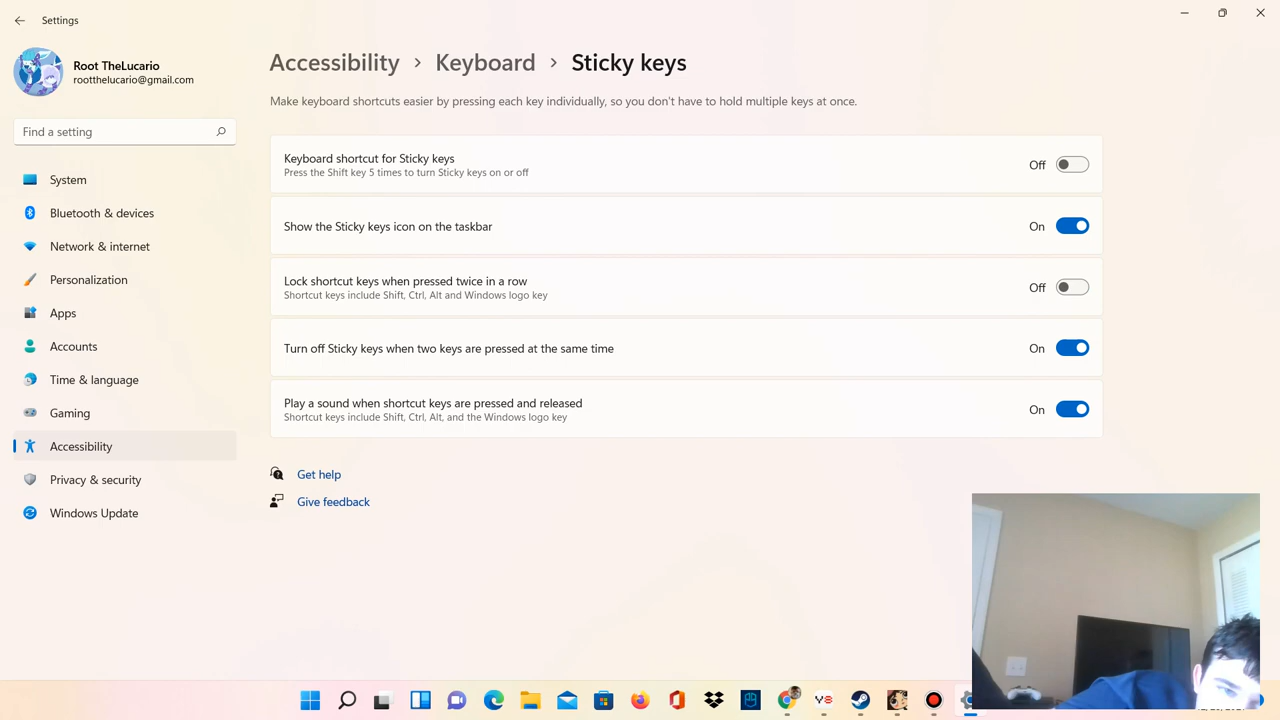 Settings
Root TheLucario
rootthelucario@gmail.com
Find a setting
System
Bluetooth & devices
Network & internet
Personalization
Apps
Accounts
Time & language
Gaming
Accessibility
Privacy & security
Windows Update
Accessibility › Keyboard › Sticky keys
Make keyboard shortcuts easier by pressing each key individually, so you don't have to hold multiple keys at once.
Keyboard shortcut for Sticky keys
Press the Shift key 5 times to turn Sticky keys on or off
Off
Show the Sticky keys icon on the taskbar
On
Lock shortcut keys when pressed twice in a row
Shortcut keys include Shift, Ctrl, Alt and Windows logo key
Off
Turn off Sticky keys when two keys are pressed at the same time
On
Play a sound when shortcut keys are pressed and released
Shortcut keys include Shift, Ctrl, Alt, and the Windows logo key
On
Get help
Give feedback